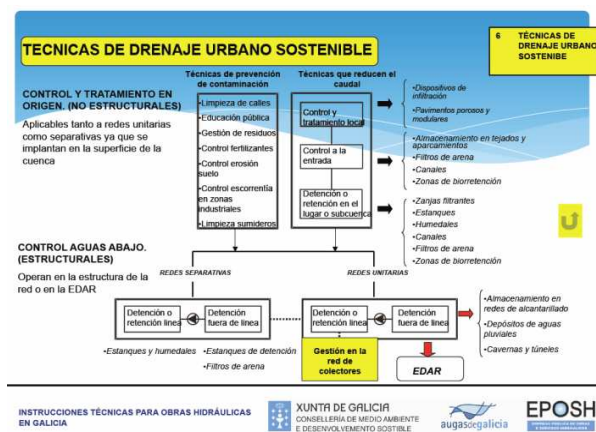 TECNICAS DE DRENAJE URBANO SOSTENIBLE
6 TÉCNICAS DE
DRENAJE URBANO
SOSTENIBE
Técnicas de prevención
de contaminación
Técnicas que reducen el
caudal
CONTROL Y TRATAMIENTO EN
ORIGEN. (NO ESTRUCTURALES)
Aplicables tanto a redes unitarias
como separativas ya que se
implantan en la superficie de la
cuenca
•Limpieza de calles
•Educación pública
•Gestión de residuos
•Control fertilizantes
•Control erosión
suelo
•Control escorrentía
en zonas
industriales
•Limpieza sumideros
Control y
tratamiento local
Control a la
entrada
Detención o
retención en el
lugar o subcuenca
•Dispositivos de
infiltración
•Pavimentos porosos y
modulares
•Almacenamiento en tejados y
aparcamientos
•Filtros de arena
•Canales
•Zonas de biorretención
•Zanjas filtrantes
•Estanques
•Humedales
•Canales
•Filtros de arena
•Zonas de biorretención
CONTROL AGUAS ABAJO.
(ESTRUCTURALES)
Operan en la estructura de la
red o en la EDAR
REDES SEPARATIVAS
REDES UNITARIAS
Detención o
retención linea
Detención
fuera de linea
Detención o
retención linea
Detención
fuera de linea
•Estanques y humedales
•Estanques de detención
•Filtros de arena
Gestión en la
red de
colectores
EDAR
•Almacenamiento en
redes de alcantarillado
•Depósitos de aguas
pluviales
•Cavernas y túneles
INSTRUCCIONES TÉCNICAS PARA OBRAS HIDRÁULICAS
EN GALICIA
XUNTA DE GALICIA
CONSELLERÍA DE MEDIO AMBIENTE
E DESENVOLVEMENTO SOSTIBLE
augasdegalicia
EPOSH